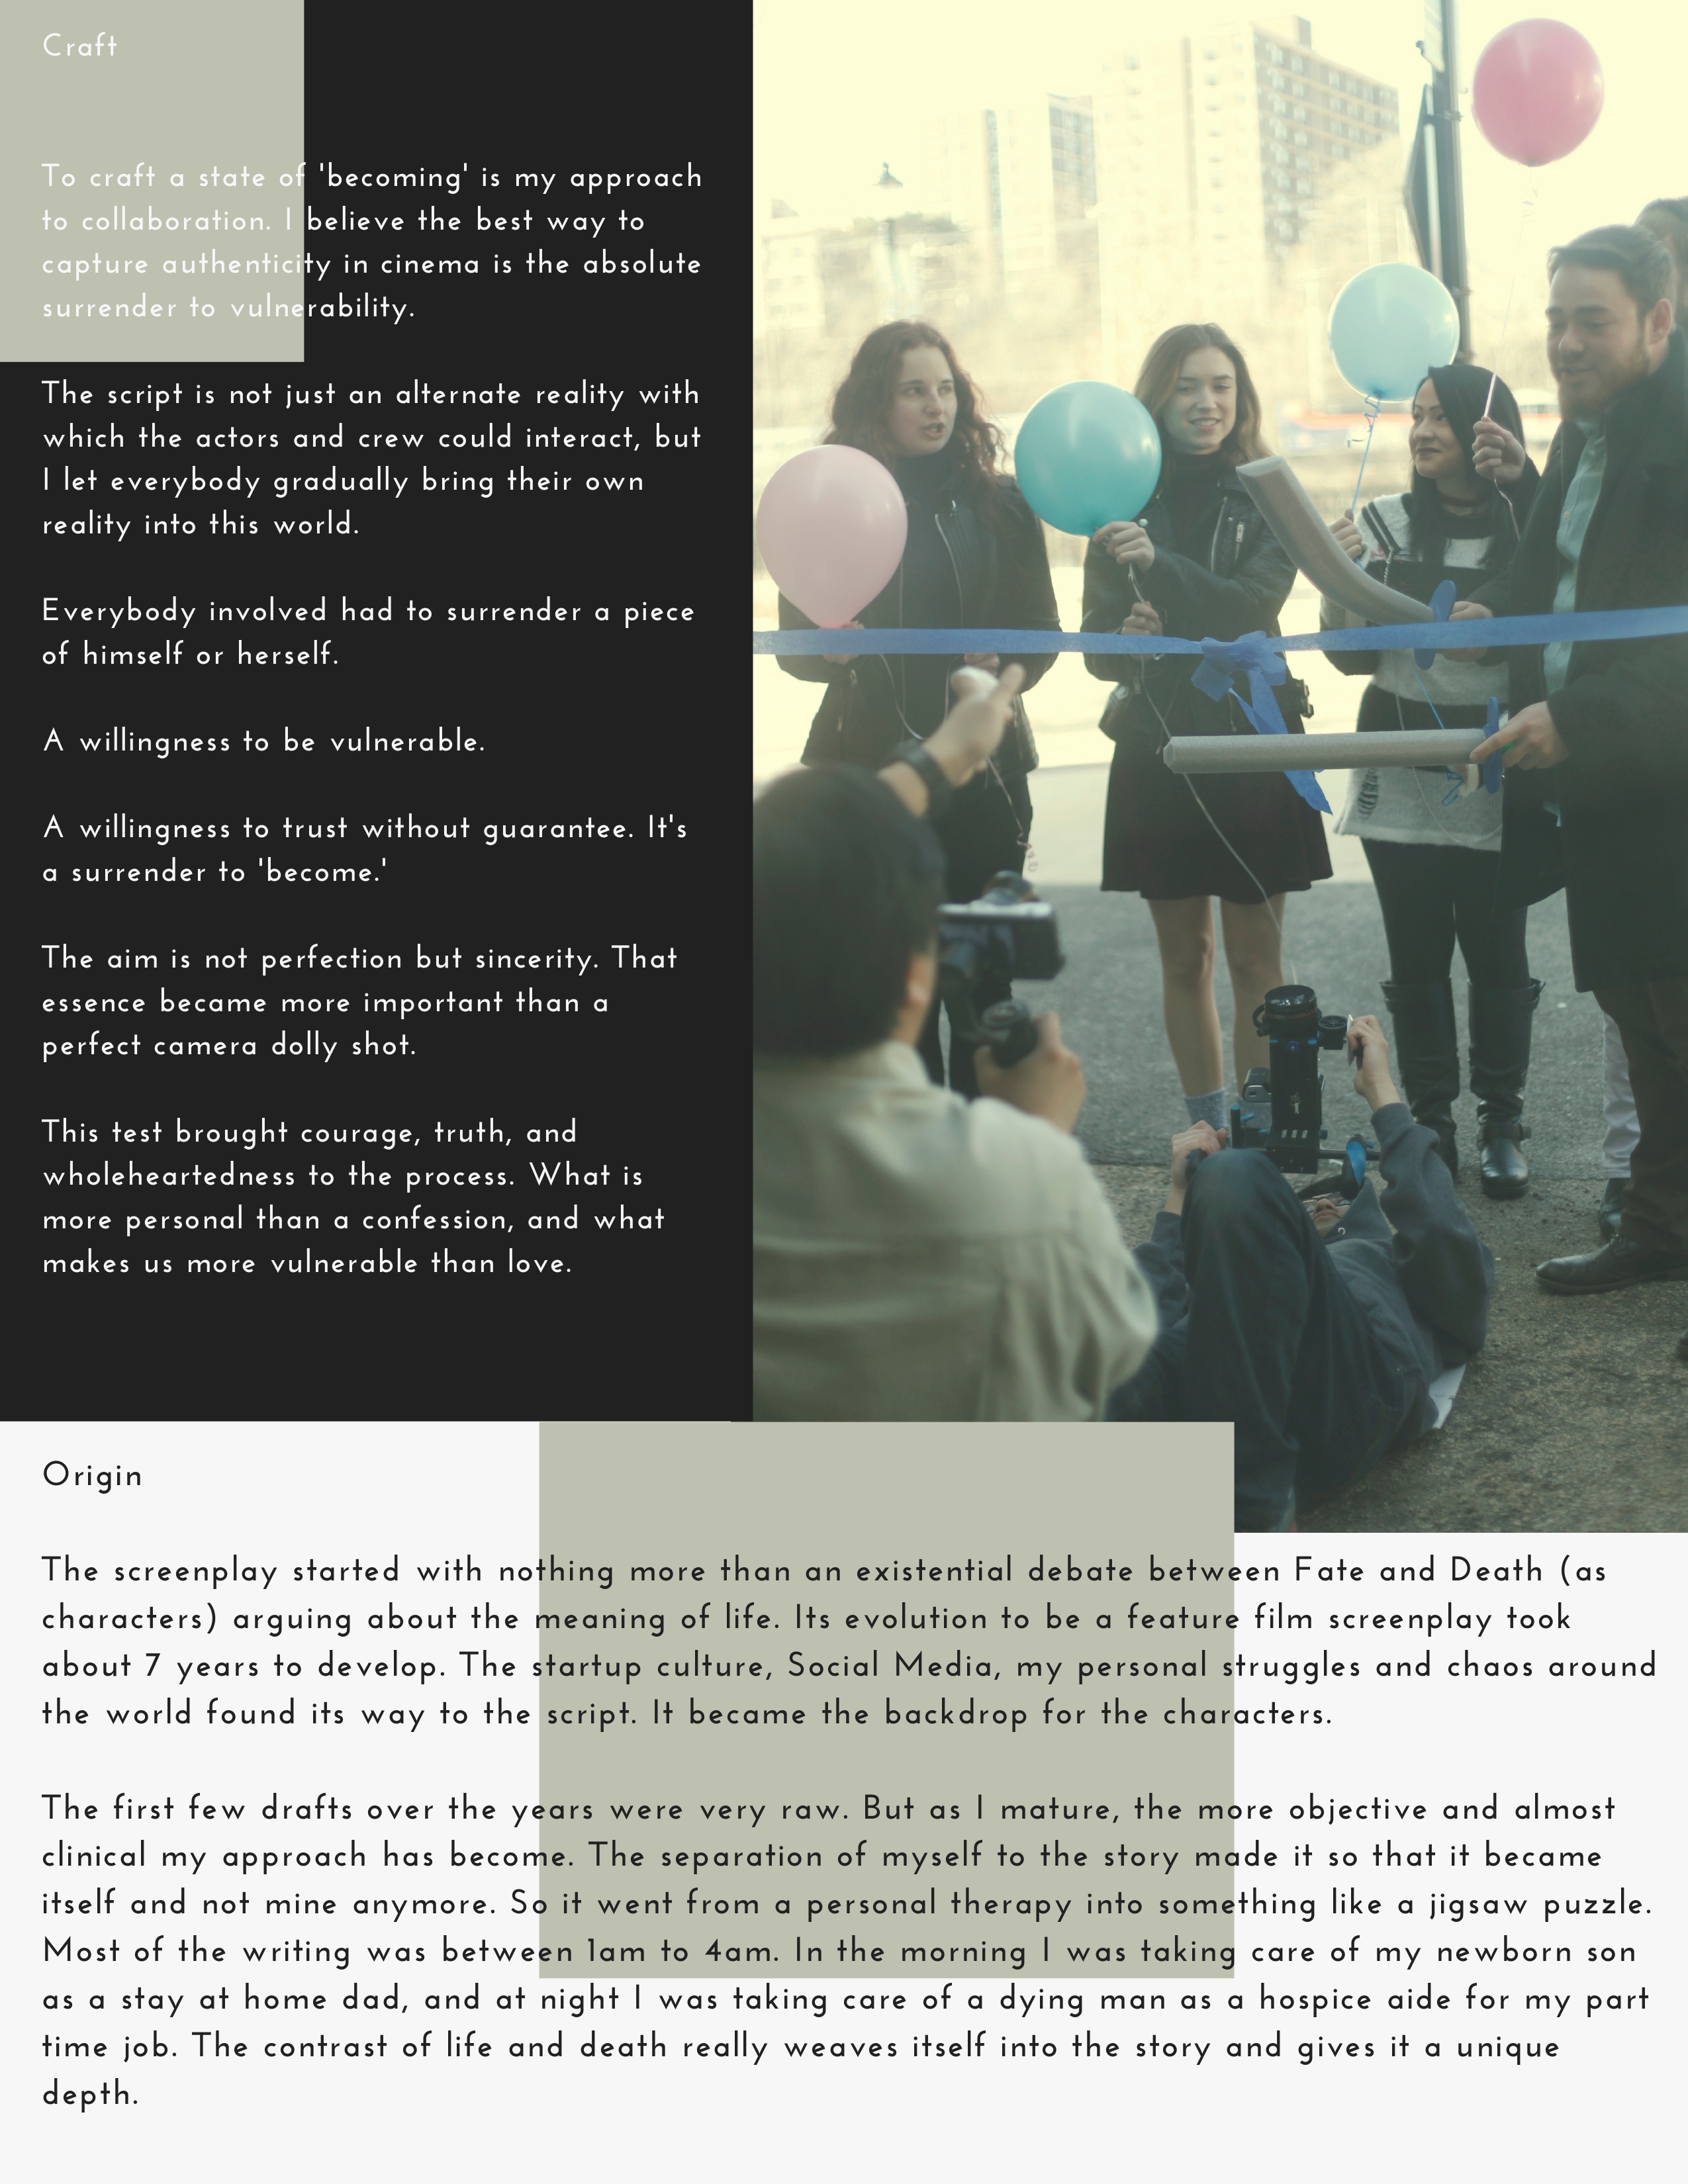 Craft
To craft a state of 'becoming' is my approach
to collaboration. I believe the best way to
capture authenticity in cinema is the absolute
surrender to vulnerability.
The script is not just an alternate reality with
which the actors and crew could interact, but
I let everybody gradually bring their own
reality into this world.
Everybody involved had to surrender a piece
of himself or herself.
A willingness to be vulnerable.
A willingness to trust without guarantee. It's
a surrender to 'become.'
The aim is not perfection but sincerity. That
essence became more important than a
perfect camera dolly shot.
This test brought courage, truth, and
wholeheartedness to the process. What is
more personal than a confession, and what
makes us more vulnerable than love.
Origin
The screenplay started with nothing more than an existential debate between Fate and Death (as
characters) arguing about the meaning of life. Its evolution to be a feature film screenplay took
about 7 years to develop. The startup culture, Social Media, my personal struggles and chaos around
the world found its way to the script. It became the backdrop for the characters.
The first few drafts over the years were very raw. But as I mature, the more objective and almost
clinical my approach has become. The separation of myself to the story made it so that it became
itself and not mine anymore. So it went from a personal therapy into something like a jigsaw puzzle.
Most of the writing was between 1am to 4am. In the morning I was taking care of my newborn son
as a stay at home dad, and at night I was taking care of a dying man as a hospice aide for my part
time job. The contrast of life and death really weaves itself into the story and gives it a unique
depth.